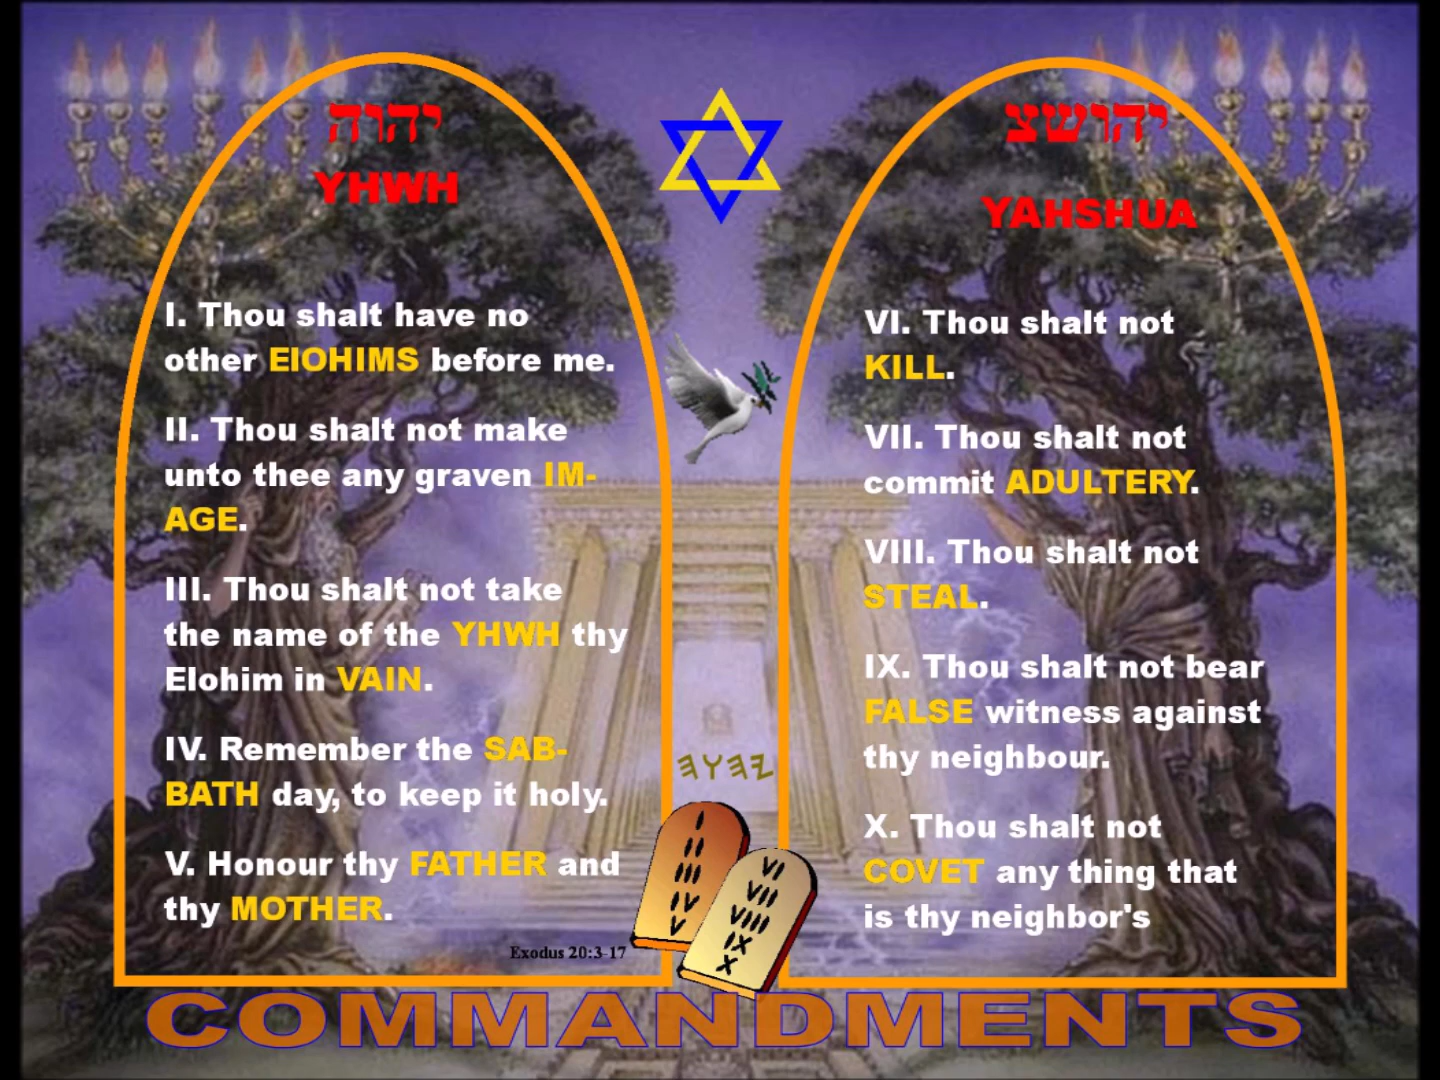 יהוה
YHWH
I. Thou shalt have no
other EIOHIMS before me.
II. Thou shalt not make
unto thee any graven IM-
AGE.
III. Thou shalt not take
the name of the YHWH thy
Elohim in VAIN.
IV. Remember the SAB-
BATH day, to keep it holy.
V. Honour thy FATHER and
thy MOTHER.
Exodus 20:3-17
יהושצ
YAHSHUA
VI. Thou shalt not
KILL.
VII. Thou shalt not
commit ADULTERY.
VIII. Thou shalt not
STEAL.
IX. Thou shalt not bear
FALSE witness against
thy neighbour.
X. Thou shalt not
COVET any thing that
is thy neighbor's
𐤉𐤄𐤅𐤄
I
II
III
IV
V
VI
VII
VIII
IX
X
COMMANDMENTS